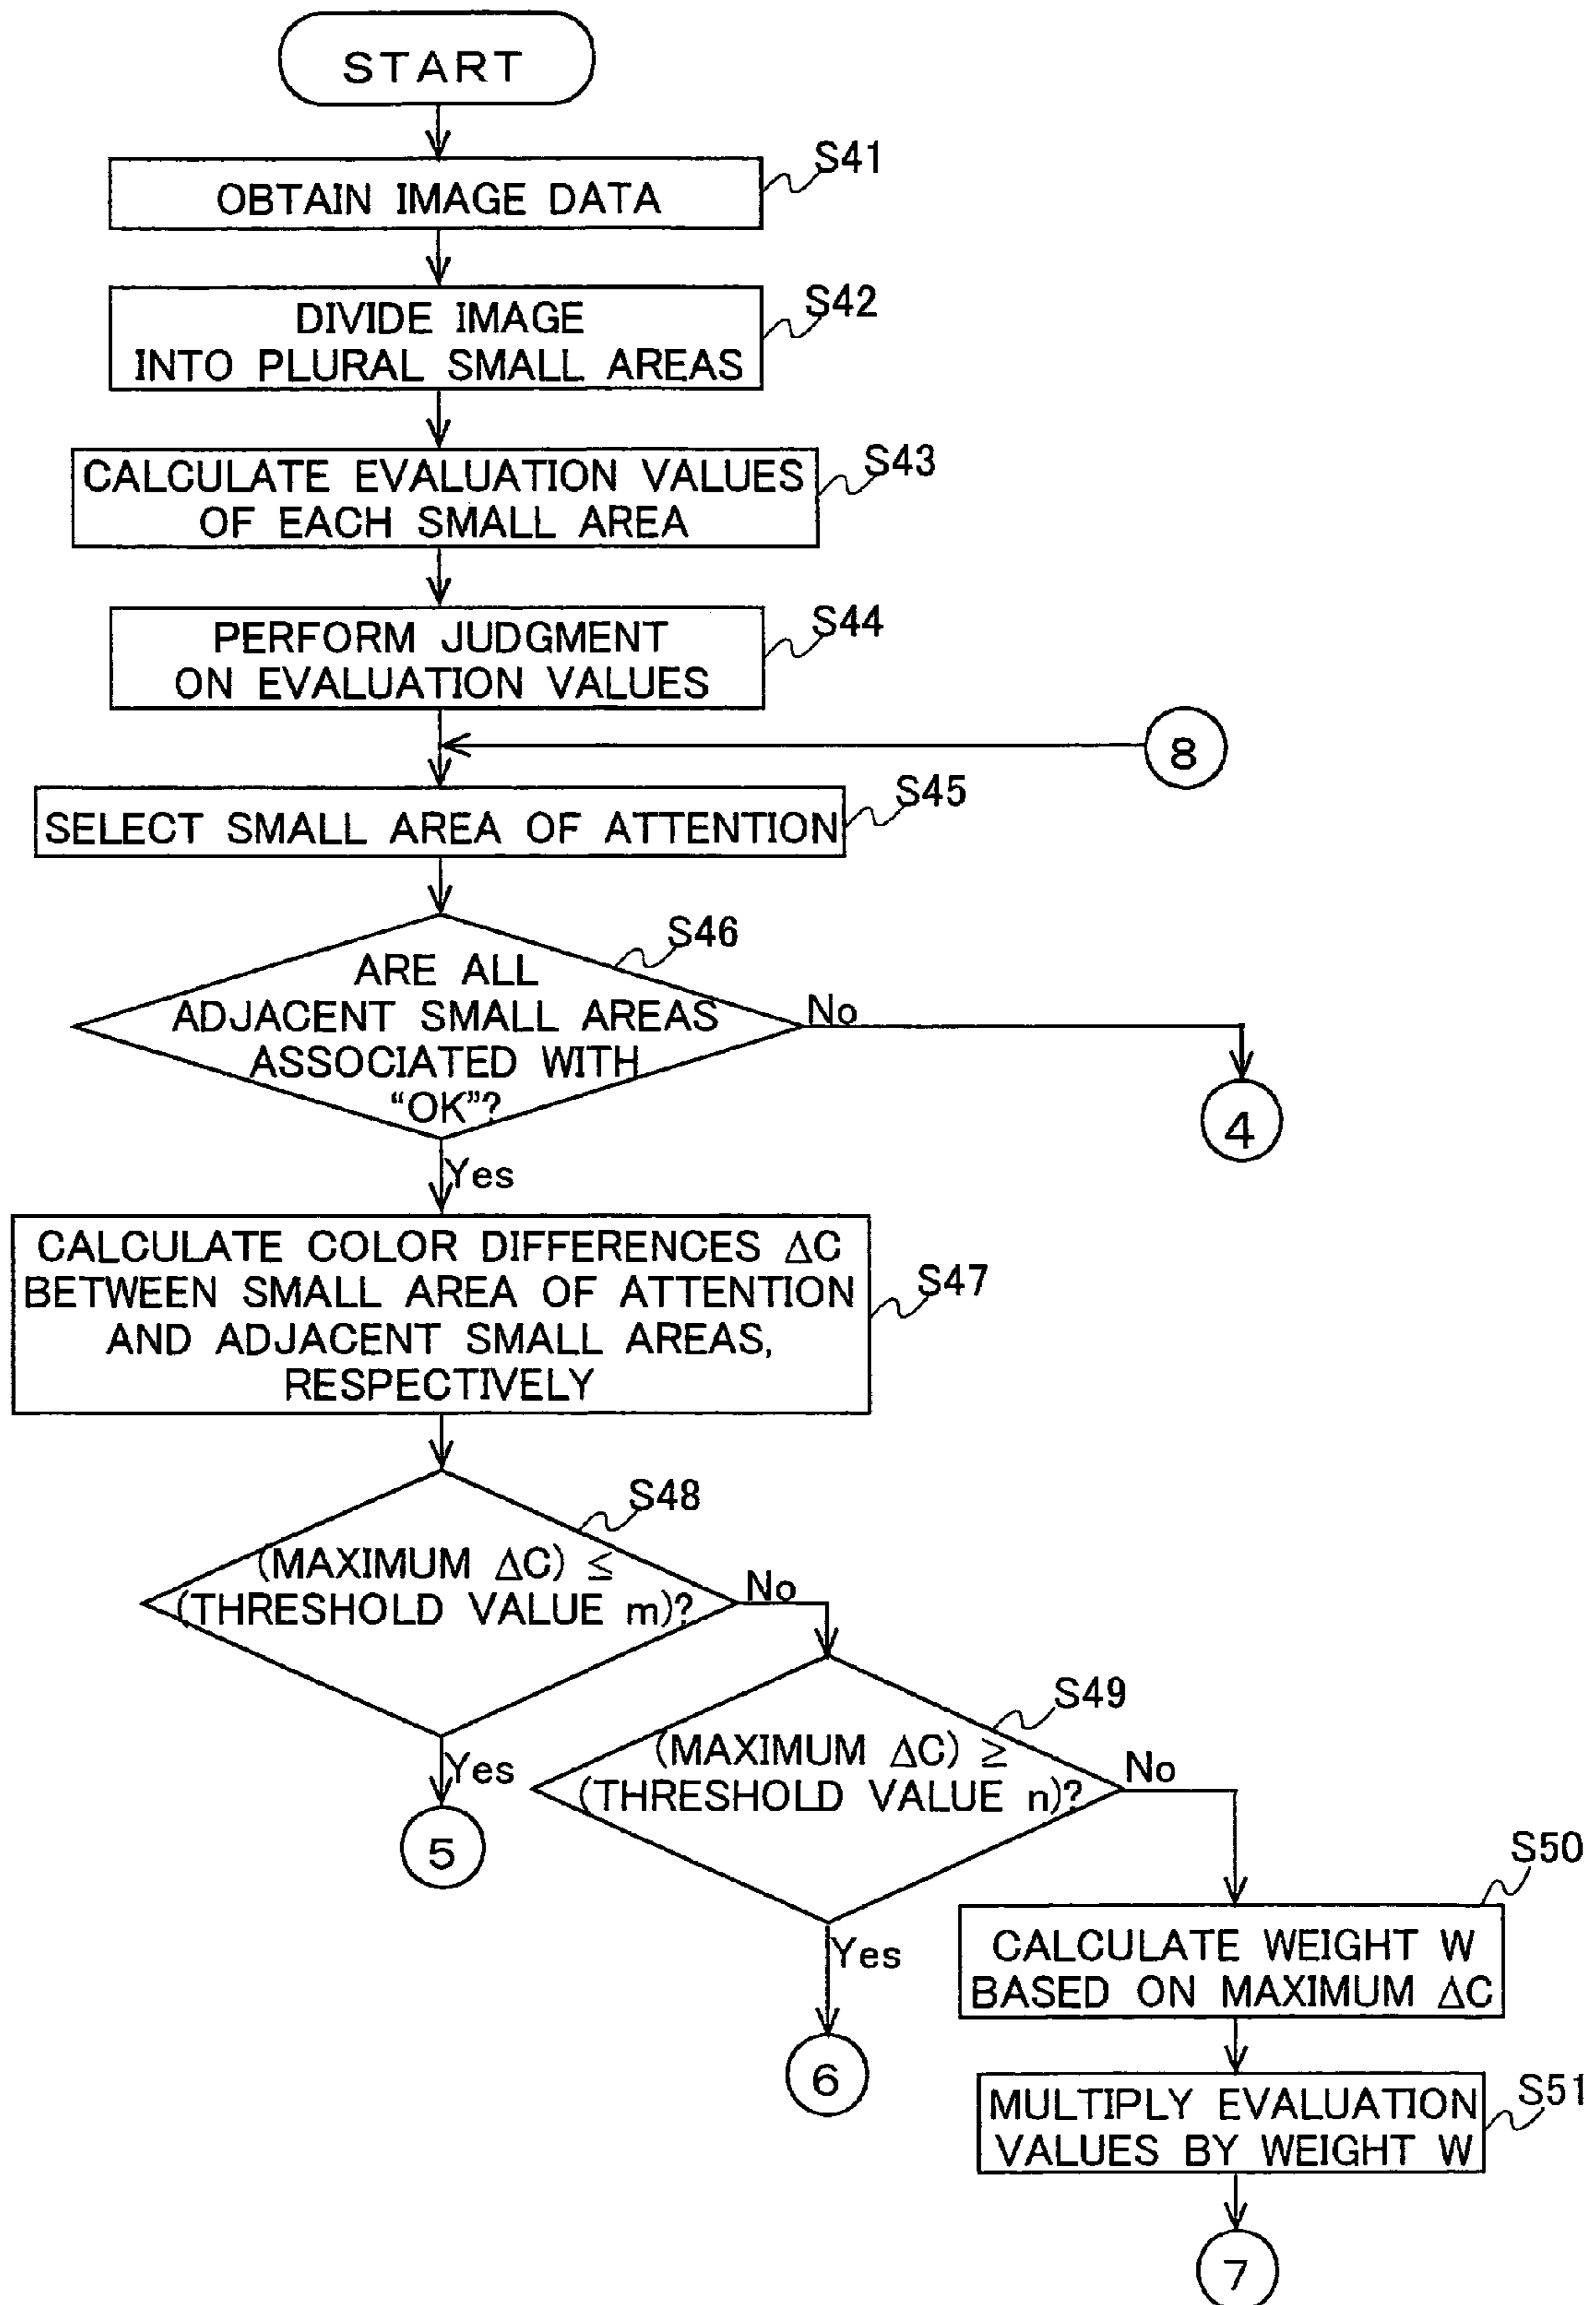 START
S41
OBTAIN IMAGE DATA
S42
DIVIDE IMAGE
INTO PLURAL SMALL AREAS
S43
CALCULATE EVALUATION VALUES
OF EACH SMALL AREA
S44
PERFORM JUDGMENT
ON EVALUATION VALUES
8
S45
SELECT SMALL AREA OF ATTENTION
S46
ARE ALL
ADJACENT SMALL AREAS
ASSOCIATED WITH
“OK”?
No
4
Yes
CALCULATE COLOR DIFFERENCES ΔC
BETWEEN SMALL AREA OF ATTENTION
AND ADJACENT SMALL AREAS,
RESPECTIVELY
S47
S48
(MAXIMUM ΔC) ≤
(THRESHOLD VALUE m)?
No
Yes
5
S49
(MAXIMUM ΔC) ≥
(THRESHOLD VALUE n)?
No
Yes
6
S50
CALCULATE WEIGHT W
BASED ON MAXIMUM ΔC
S51
MULTIPLY EVALUATION
VALUES BY WEIGHT W
7